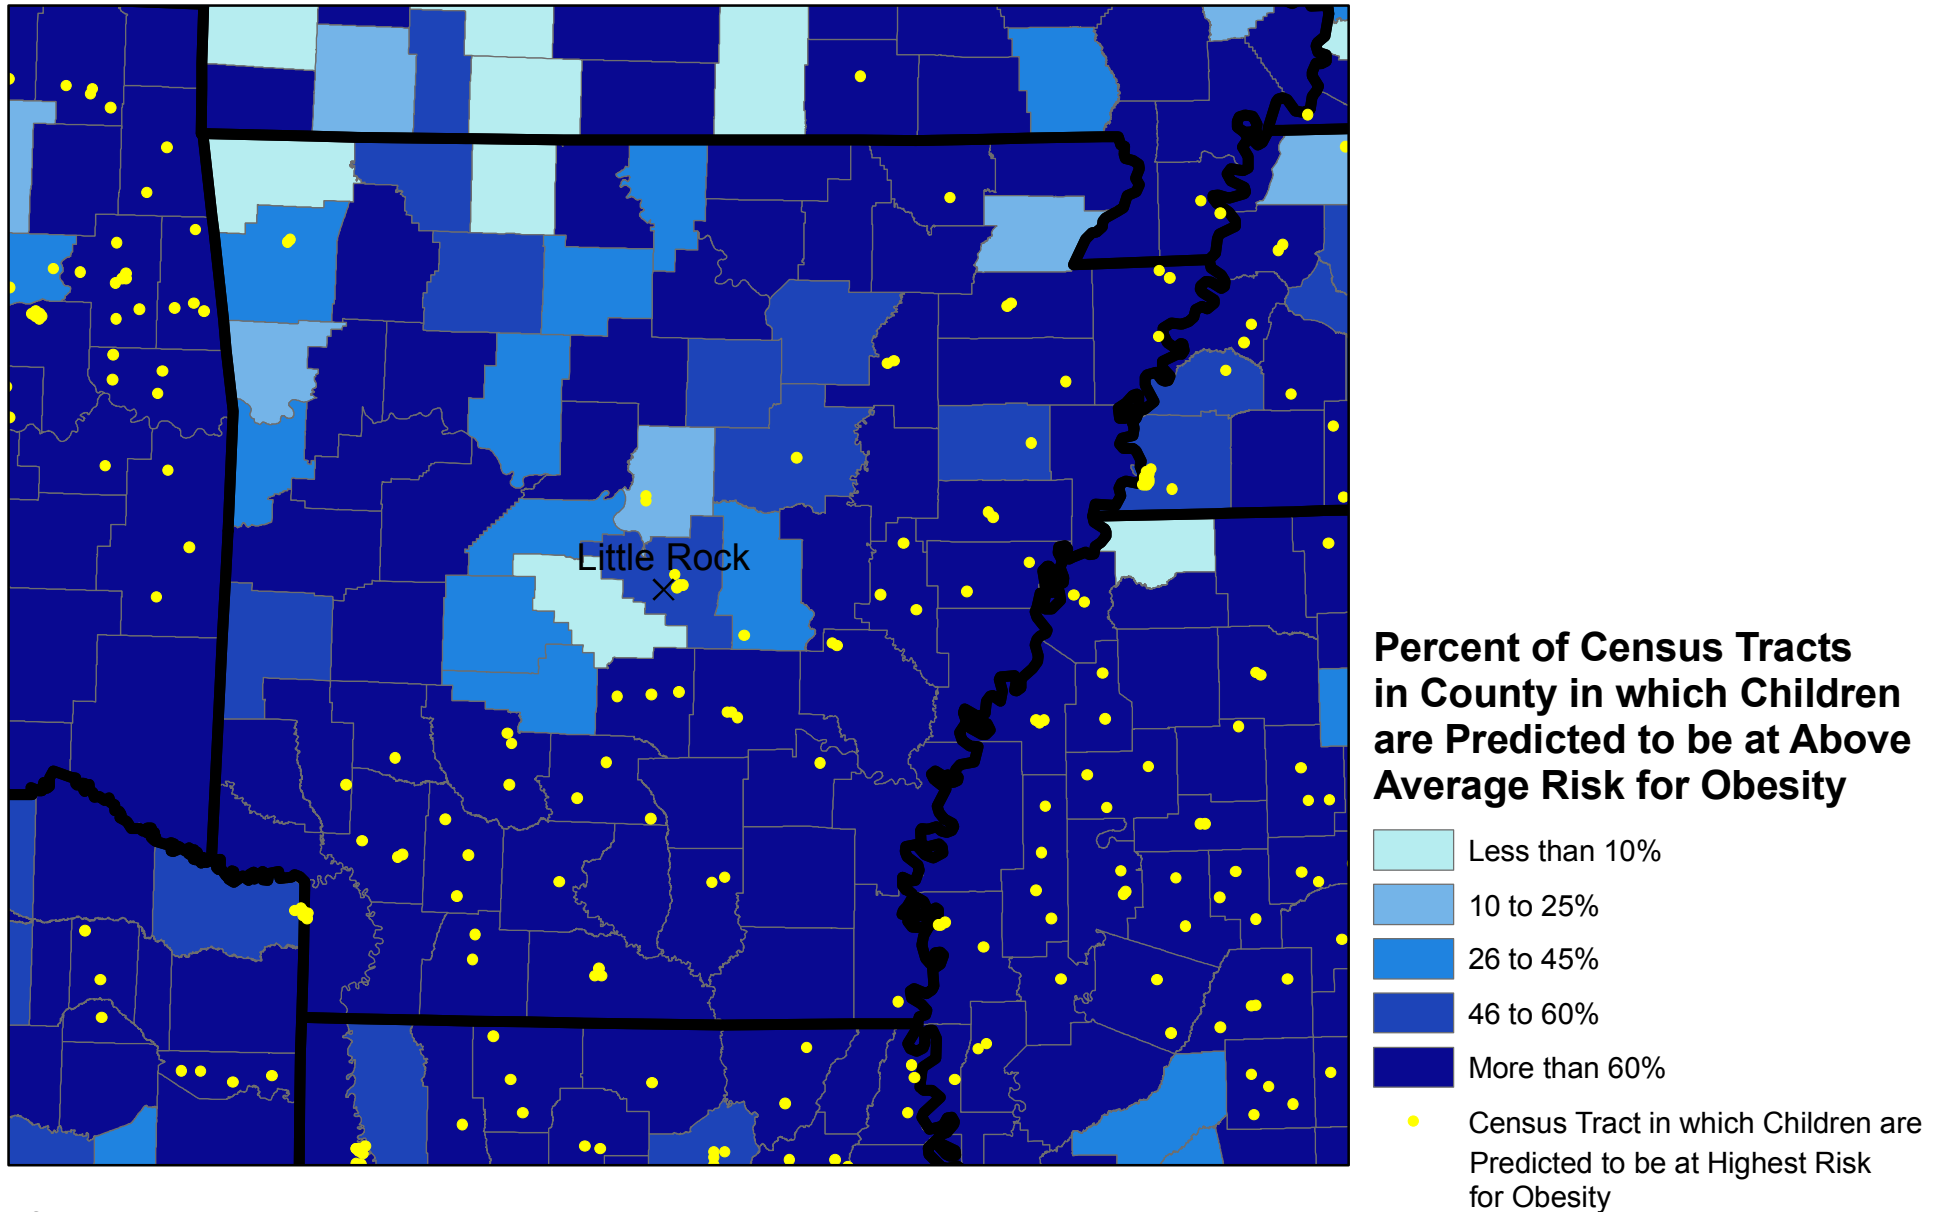 Little Rock
Percent of Census Tracts
in County in which Children
are Predicted to be at Above
Average Risk for Obesity
Less than 10%
10 to 25%
26 to 45%
46 to 60%
More than 60%
Census Tract in which Children are
Predicted to be at Highest Risk
for Obesity